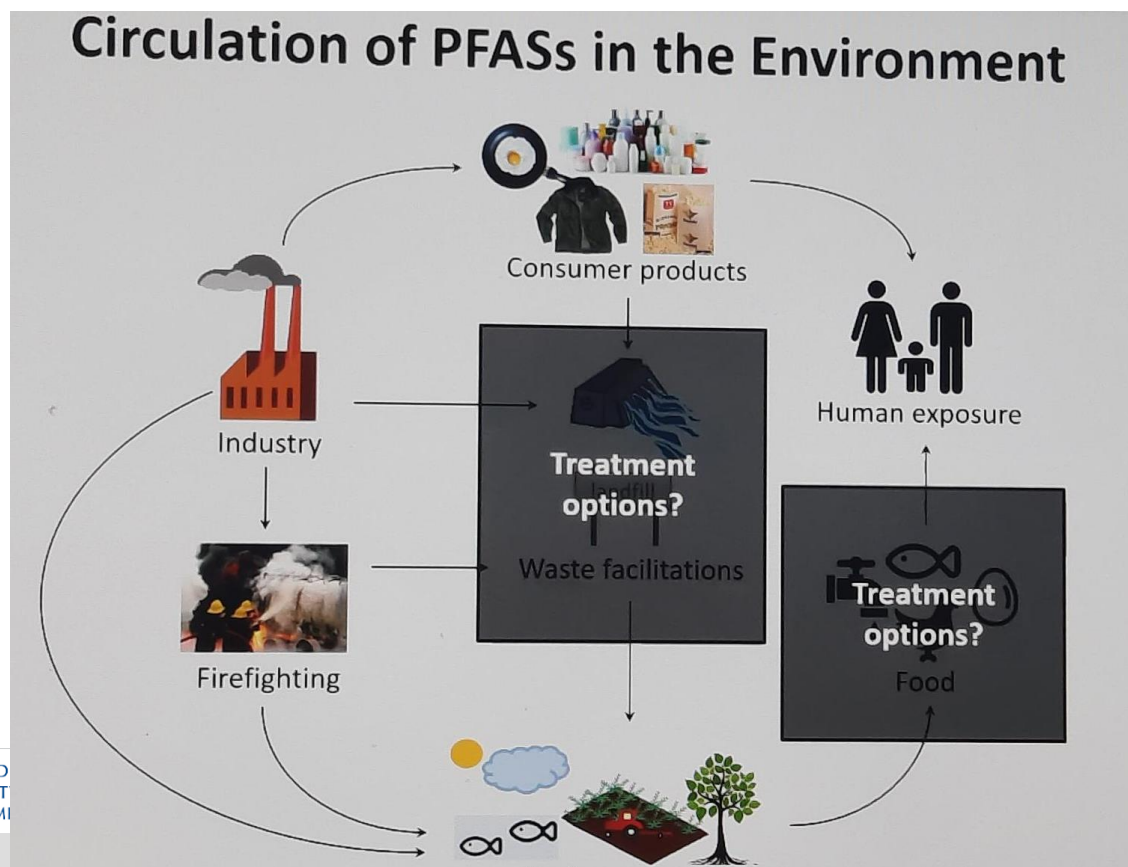 Circulation of PFASs in the Environment
Consumer products
Human exposure
Industry
Treatment
options?
landfill
Waste facilitations
Firefighting
Treatment
options?
Food